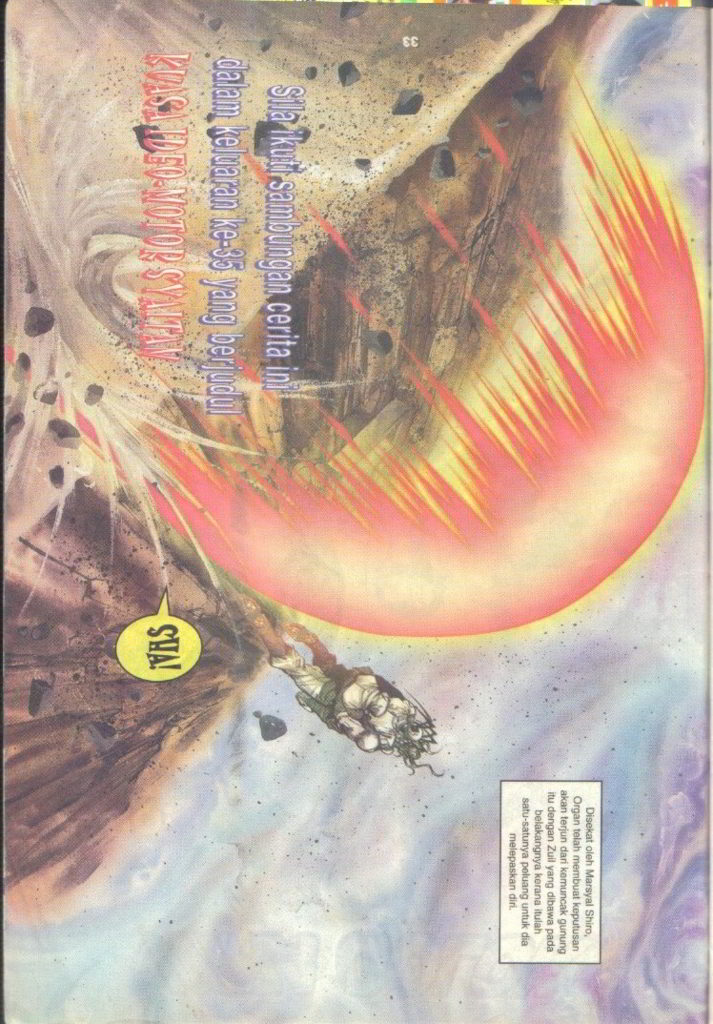 Disekat oleh Marsyal Shiro,
Organ telah membuat keputusan
akan terjun dari kemuncak gunung
itu dengan Zuil yang dibawa pada
belakangnya kerana itulah
satu-satunya peluang untuk dia
melepaskan diri.
SYA!
Sila ikuti sambungan cerita ini
dalam keluaran ke-35 yang berjudul
KUASA IDEO-MOTOR SYAITAN
33